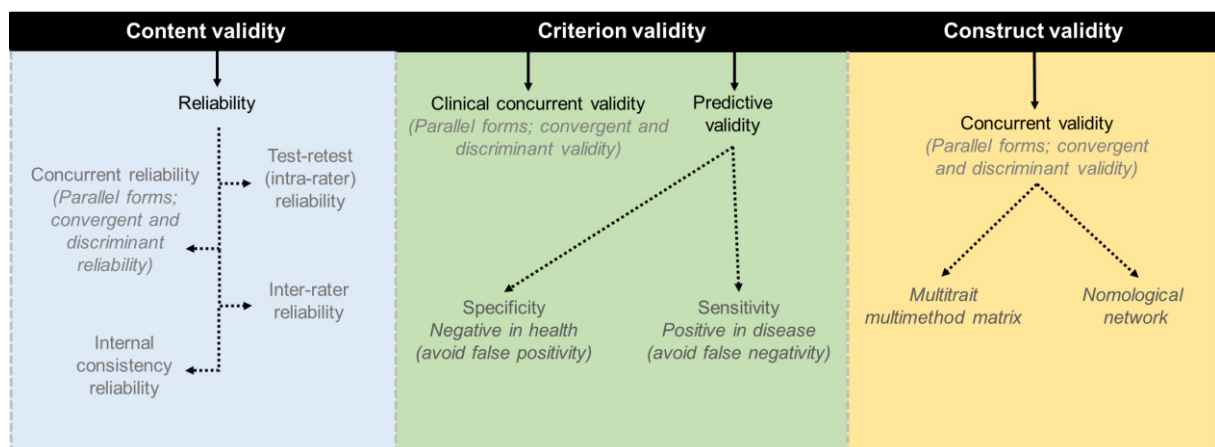 Content validity
Criterion validity
Construct validity
Reliability
Concurrent reliability
(Parallel forms;
convergent and
discriminant
reliability)
Test-retest
(intra-rater)
reliability
Inter-rater
reliability
Internal
consistency
reliability
Clinical concurrent validity
(Parallel forms; convergent and
discriminant validity)
Predictive
validity
Specificity
Negative in health
(avoid false positivity)
Sensitivity
Positive in disease
(avoid false negativity)
Concurrent validity
(Parallel forms; convergent
and discriminant validity)
Multitrait
multimethod matrix
Nomological
network